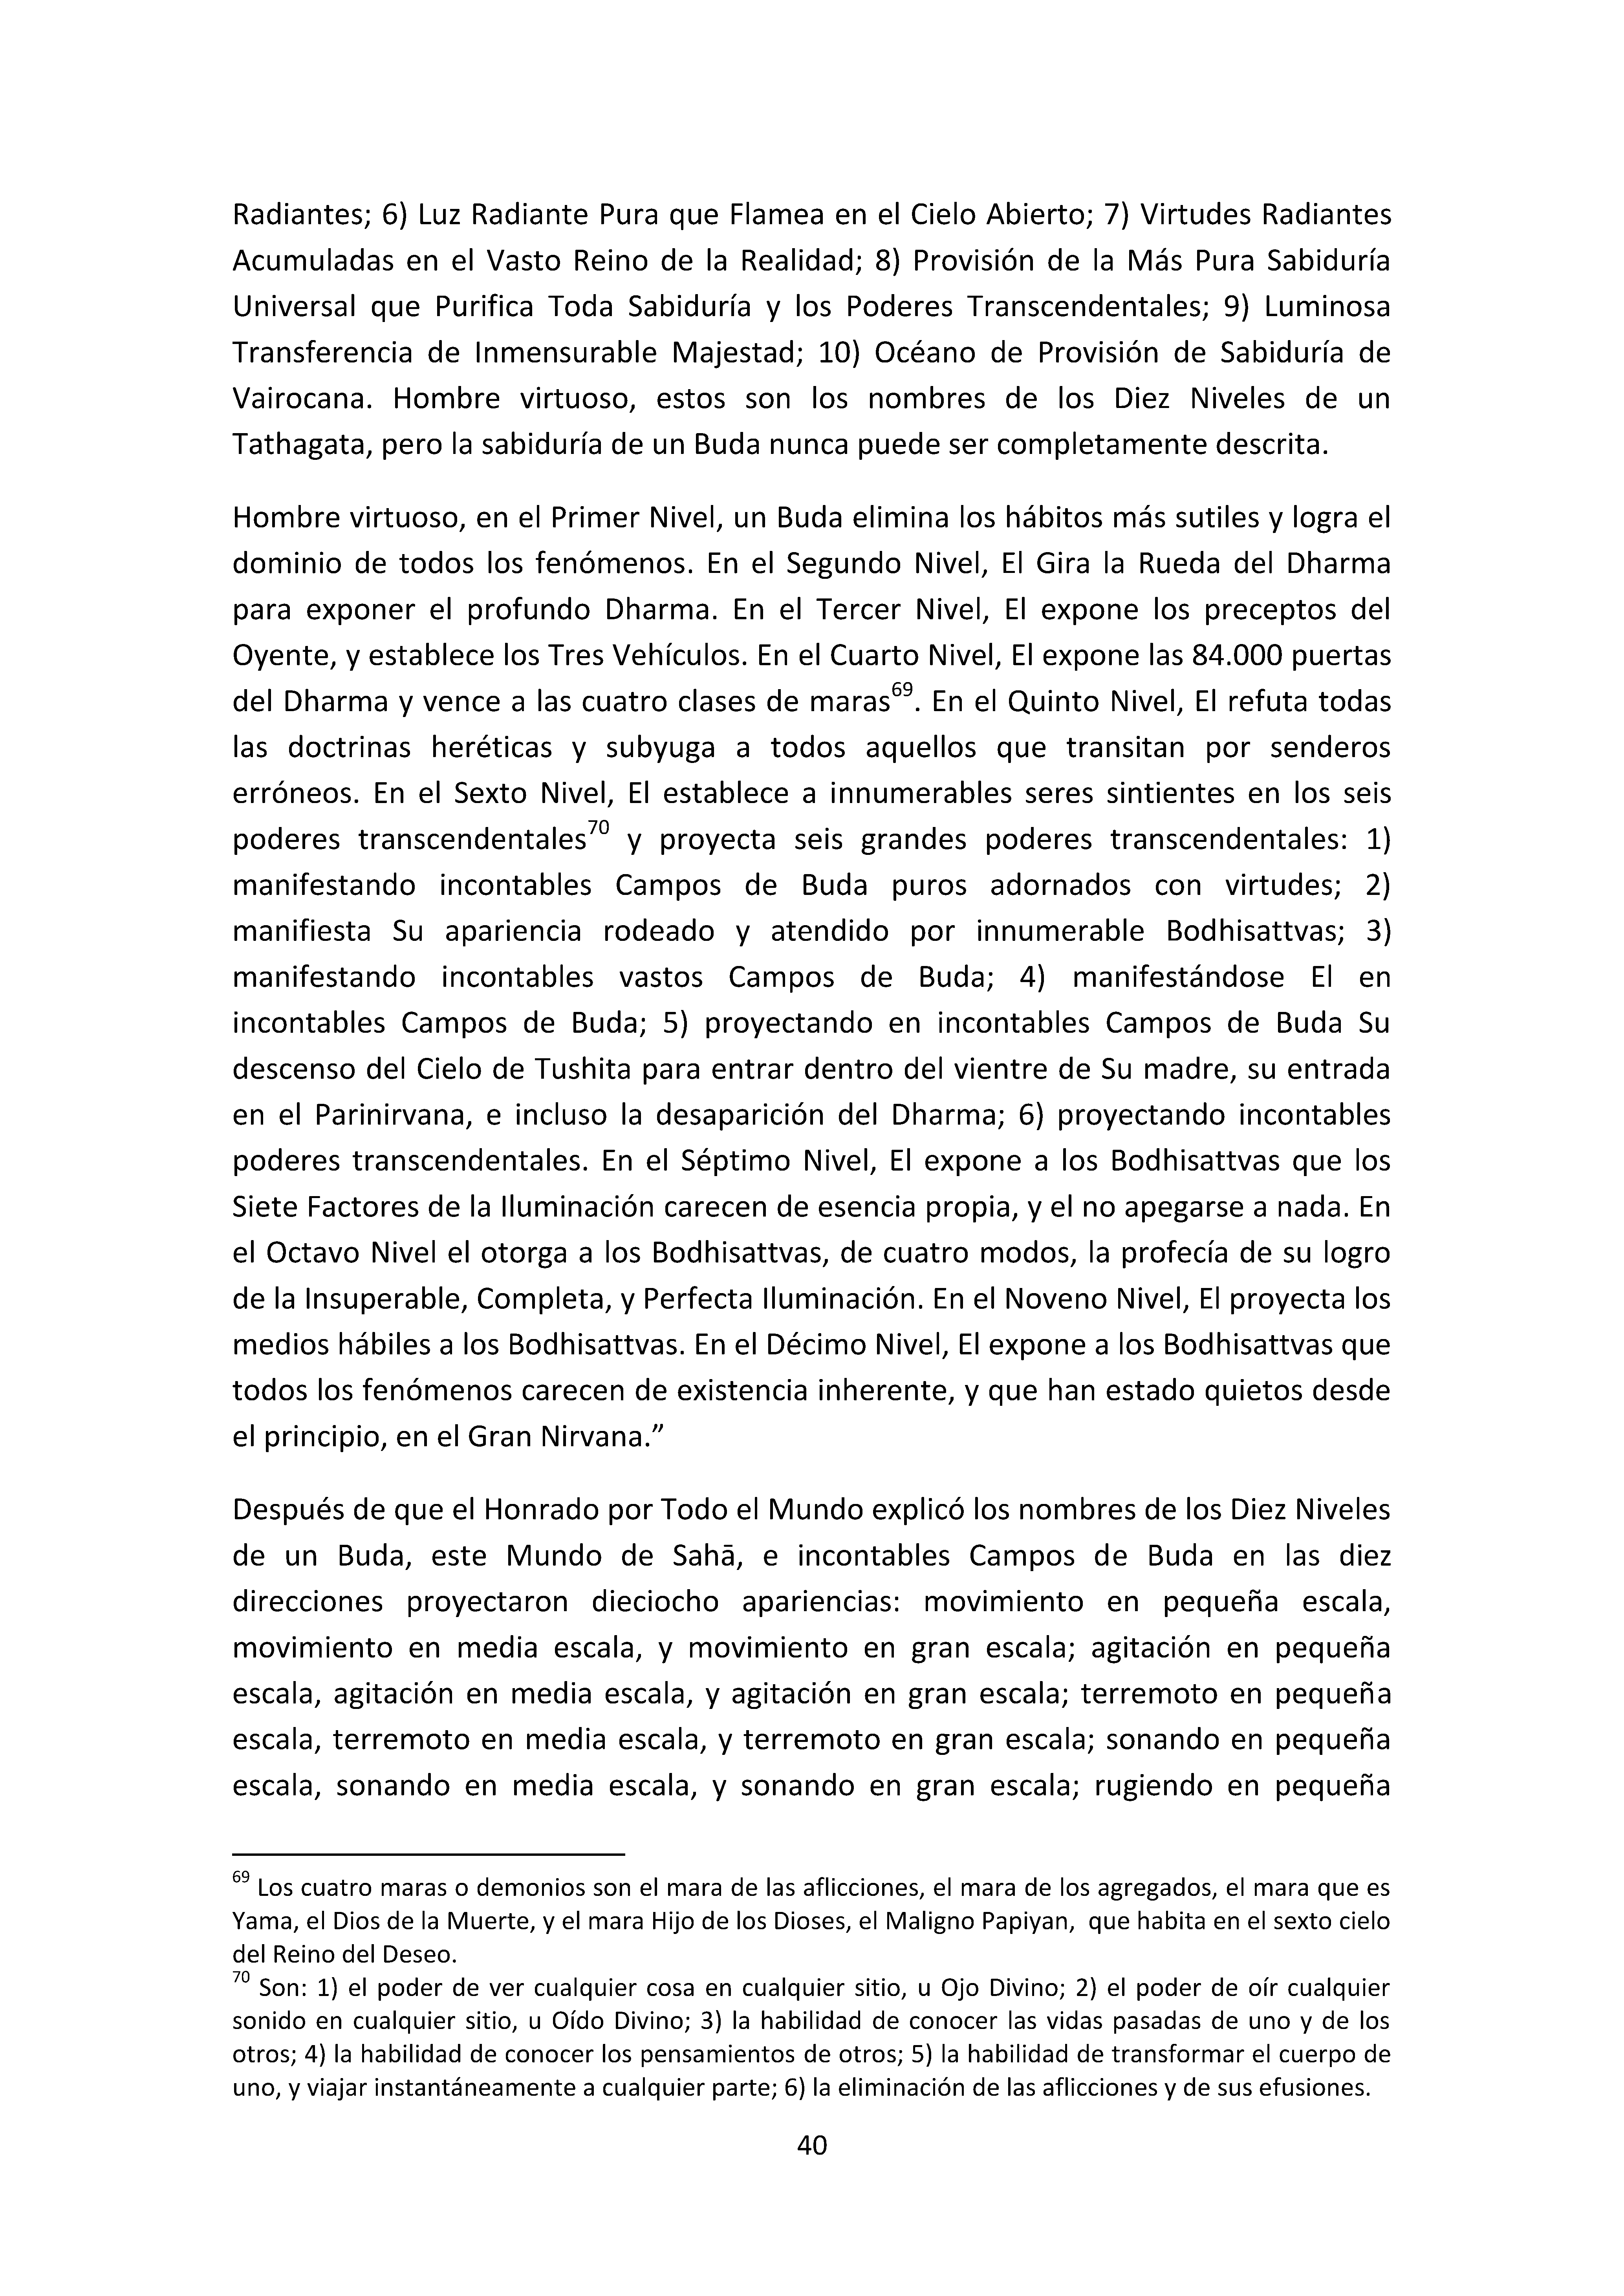 Radiantes; 6) Luz Radiante Pura que Flamea en el Cielo Abierto; 7) Virtudes Radiantes
Acumuladas en el Vasto Reino de la Realidad; 8) Provisión de la Más Pura Sabiduría
Universal que Purifica Toda Sabiduría y los Poderes Transcendentales; 9) Luminosa
Transferencia de Inmensurable Majestad; 10) Océano de Provisión de Sabiduría de
Vairocana. Hombre virtuoso, estos son los nombres de los Diez Niveles de un
Tathagata, pero la sabiduría de un Buda nunca puede ser completamente descrita.
Hombre virtuoso, en el Primer Nivel, un Buda elimina los hábitos más sutiles y logra el
dominio de todos los fenómenos. En el Segundo Nivel, El Gira la Rueda del Dharma
para exponer el profundo Dharma. En el Tercer Nivel, El expone los preceptos del
Oyente, y establece los Tres Vehículos. En el Cuarto Nivel, El expone las 84.000 puertas
del Dharma y vence a las cuatro clases de maras69. En el Quinto Nivel, El refuta todas
las doctrinas heréticas y subyuga a todos aquellos que transitan por senderos
erróneos. En el Sexto Nivel, El establece a innumerables seres sintientes en los seis
poderes transcendentales70 y proyecta seis grandes poderes transcendentales: 1)
manifestando incontables Campos de Buda puros adornados con virtudes; 2)
manifiesta Su apariencia rodeado y atendido por innumerable Bodhisattvas; 3)
manifestando incontables vastos Campos de Buda; 4) manifestándose El en
incontables Campos de Buda; 5) proyectando en incontables Campos de Buda Su
descenso del Cielo de Tushita para entrar dentro del vientre de Su madre, su entrada
en el Parinirvana, e incluso la desaparición del Dharma; 6) proyectando incontables
poderes transcendentales. En el Séptimo Nivel, El expone a los Bodhisattvas que los
Siete Factores de la Iluminación carecen de esencia propia, y el no apegarse a nada. En
el Octavo Nivel el otorga a los Bodhisattvas, de cuatro modos, la profecía de su logro
de la Insuperable, Completa, y Perfecta Iluminación. En el Noveno Nivel, El proyecta los
medios hábiles a los Bodhisattvas. En el Décimo Nivel, El expone a los Bodhisattvas que
todos los fenómenos carecen de existencia inherente, y que han estado quietos desde
el principio, en el Gran Nirvana.”
Después de que el Honrado por Todo el Mundo explicó los nombres de los Diez Niveles
de un Buda, este Mundo de Sahā, e incontables Campos de Buda en las diez
direcciones proyectaron dieciocho apariencias: movimiento en pequeña escala,
movimiento en media escala, y movimiento en gran escala; agitación en pequeña
escala, agitación en media escala, y agitación en gran escala; terremoto en pequeña
escala, terremoto en media escala, y terremoto en gran escala; sonando en pequeña
escala, sonando en media escala, y sonando en gran escala; rugiendo en pequeña
69 Los cuatro maras o demonios son el mara de las aflicciones, el mara de los agregados, el mara que es
Yama, el Dios de la Muerte, y el mara Hijo de los Dioses, el Maligno Papiyan, que habita en el sexto cielo
del Reino del Deseo.
70 Son: 1) el poder de ver cualquier cosa en cualquier sitio, u Ojo Divino; 2) el poder de oír cualquier
sonido en cualquier sitio, u Oído Divino; 3) la habilidad de conocer las vidas pasadas de uno y de los
otros; 4) la habilidad de conocer los pensamientos de otros; 5) la habilidad de transformar el cuerpo de
uno, y viajar instantáneamente a cualquier parte; 6) la eliminación de las aflicciones y de sus efusiones.
40